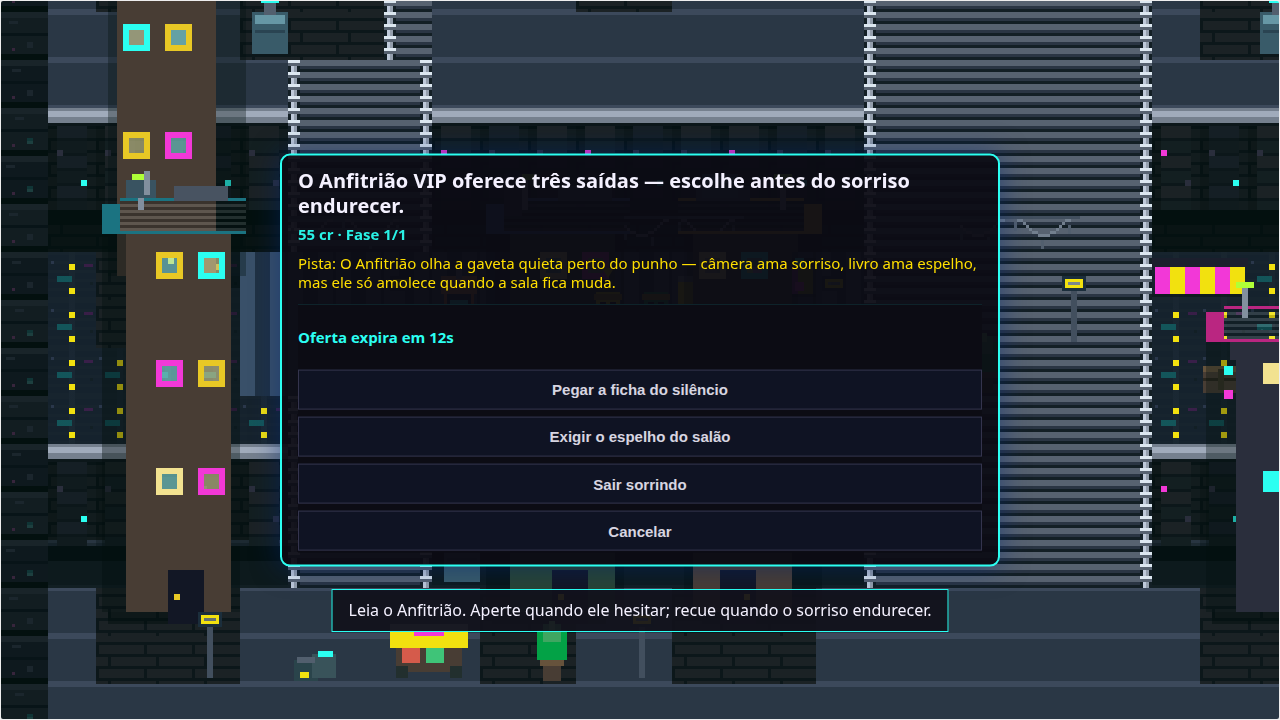 O Anfitrião VIP oferece três saídas — escolhe antes do sorriso
endurecer.
55 cr · Fase 1/1
Pista: O Anfitrião olha a gaveta quieta perto do punho — câmera ama sorriso, livro ama espelho,
mas ele só amolece quando a sala fica muda.
Oferta expira em 12s
Pegar a ficha do silêncio
Exigir o espelho do salão
Sair sorrindo
Cancelar
Leia o Anfitrião. Aperte quando ele hesitar; recue quando o sorriso endurecer.